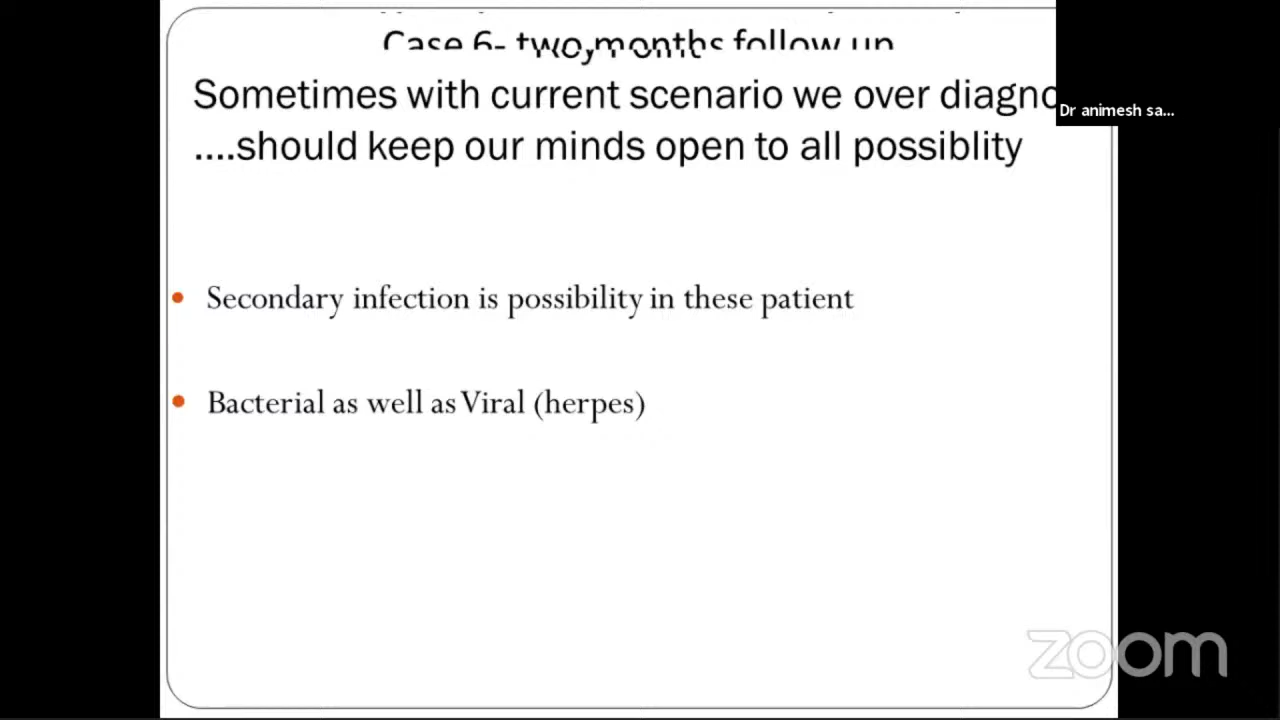 Case 6- two months follow up
Sometimes with current scenario we over diagno
....should keep our minds open to all possiblity
Dr animesh sa...
• Secondary infection is possibility in these patient
• Bacterial as well as Viral (herpes)
zoom